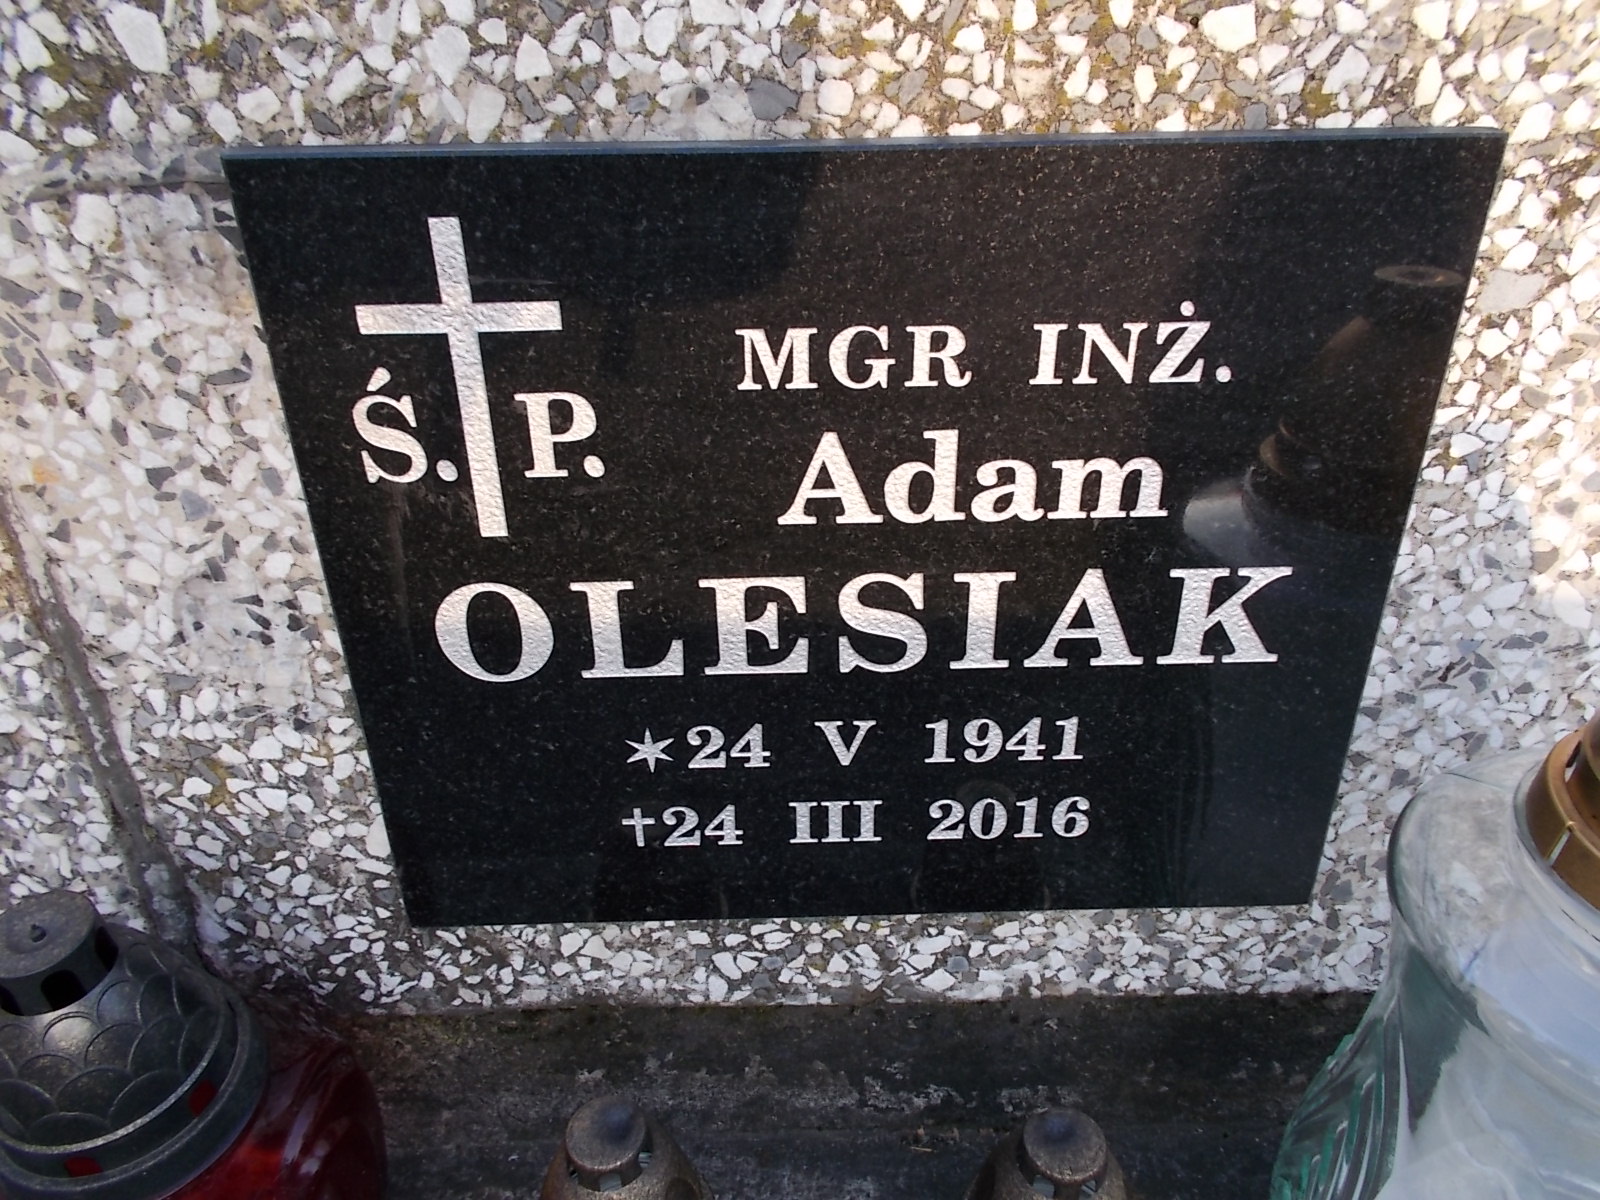 Ś. P.
MGR INŻ.
Adam
OLESIAK
*24 V 1941
†24 III 2016